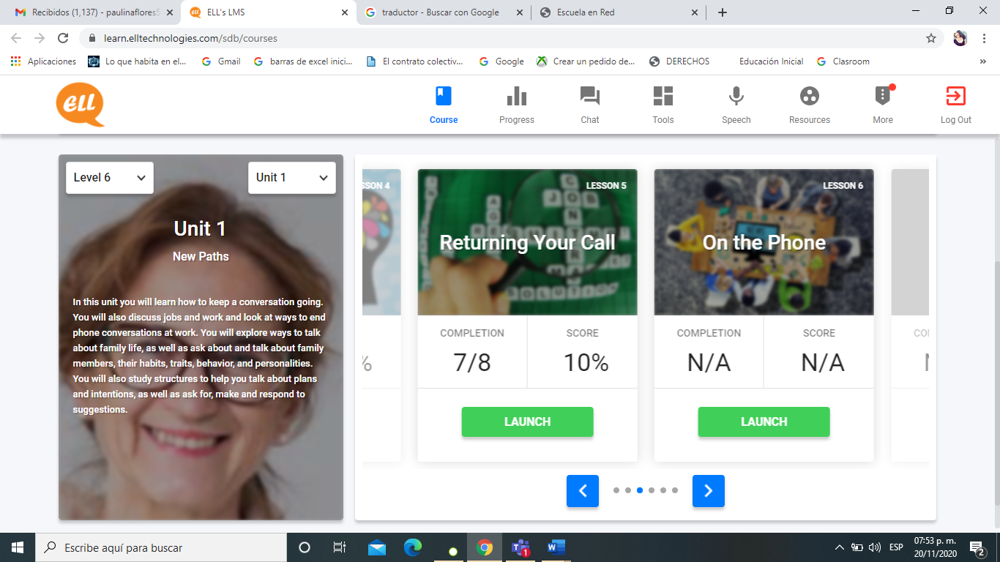 Recibidos (1,137) - paulinaflores5
ELL's LMS
traductor - Buscar con Google
Escuela en Red
learn.elltechnologies.com/sdb/courses
Aplicaciones
Lo que habita en el...
Gmail
barras de excel inici...
El contrato colectiv...
Google
Crear un pedido de...
DERECHOS
Educación Inicial
Clasroom
»
ell
Course
Progress
Chat
Tools
Speech
Resources
More
Log Out
Level 6
Unit 1
Unit 1
New Paths
In this unit you will learn how to keep a conversation going.
You will also discuss jobs and work and look at ways to end
phone conversations at work. You will explore ways to talk
about family life, as well as ask about and talk about family
members, their habits, traits, behavior, and personalities.
You will also study structures to help you talk about plans
and intentions, as well as ask for, make and respond to
suggestions.
SSON 4
%
LESSON 5
JOB
SOLUTION
Returning Your Call
COMPLETION
7/8
SCORE
10%
LAUNCH
LESSON 6
On the Phone
COMPLETION
N/A
SCORE
N/A
LAUNCH
Escribe aquí para buscar
1
ESP
07:53 p. m.
20/11/2020
2